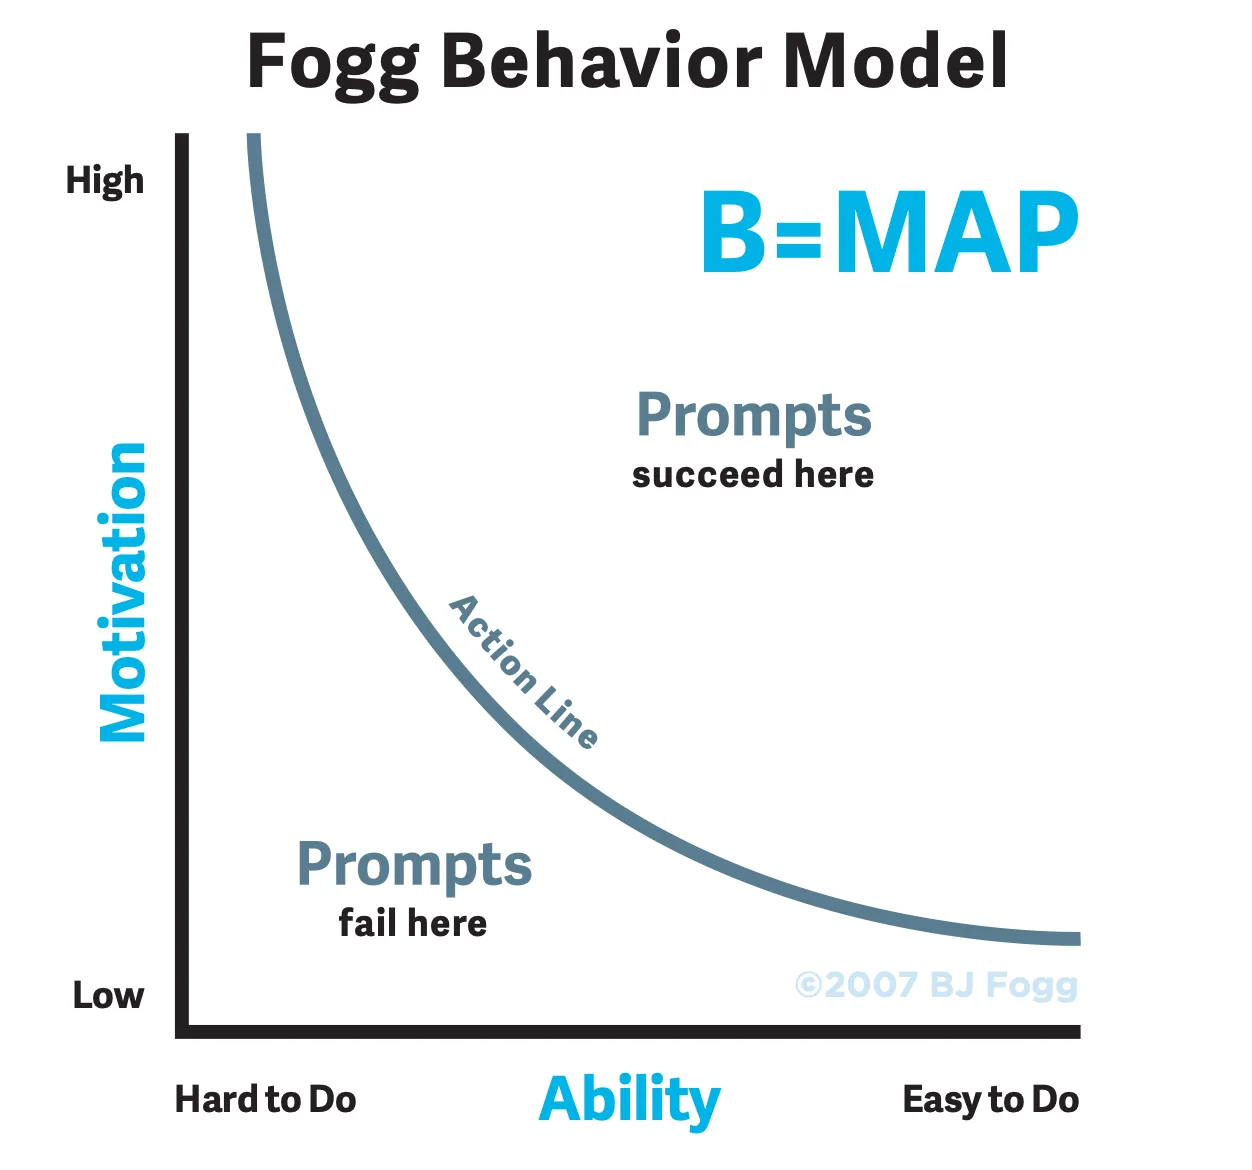 Fogg Behavior Model
High
B=MAP
Prompts
succeed here
Motivation
Action Line
Prompts
fail here
©2007 BJ Fogg
Low
Hard to Do
Ability
Easy to Do